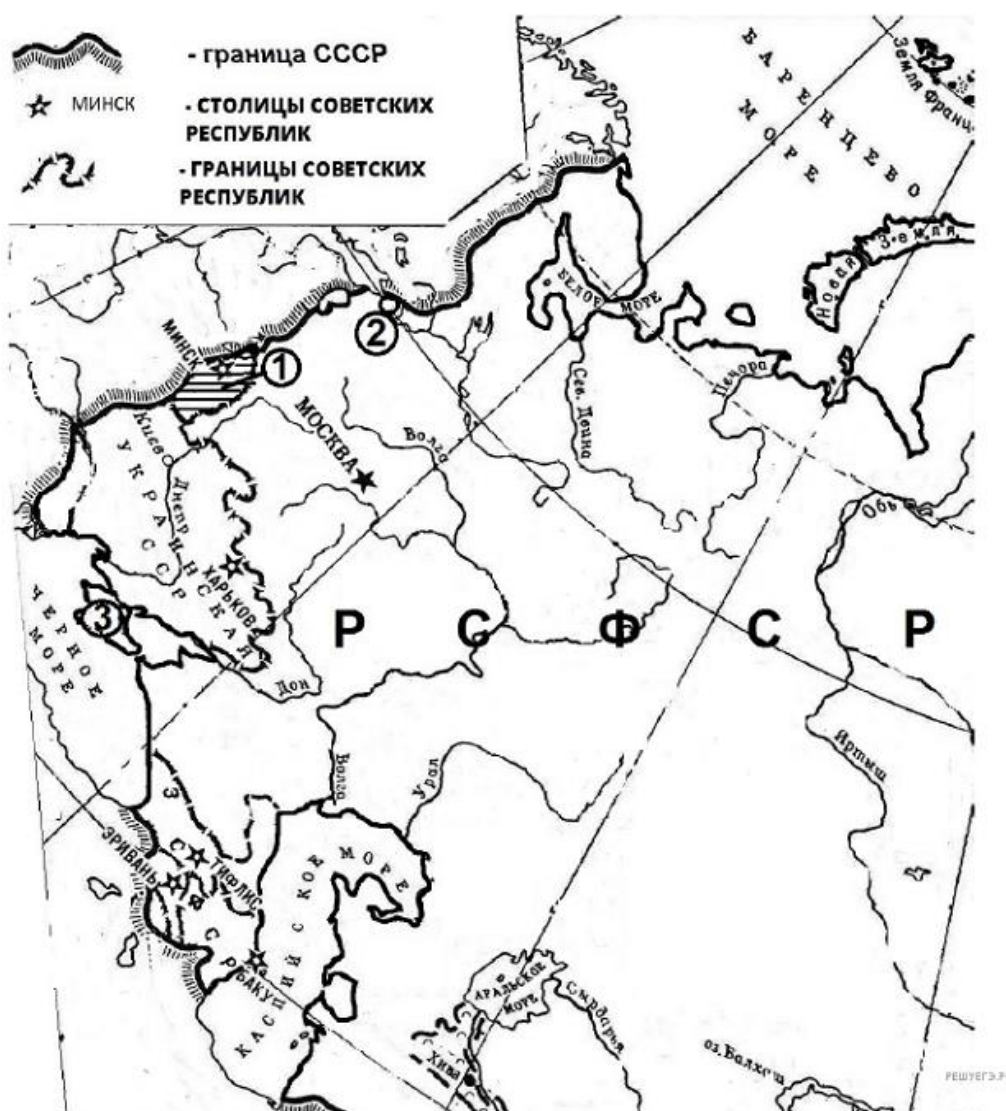 - граница СССР
МИНСК
- СТОЛИЦЫ СОВЕТСКИХ
РЕСПУБЛИК
- ГРАНИЦЫ СОВЕТСКИХ
РЕСПУБЛИК
БАРЕНЦЕВО
МОРЕ
Земля Франц
Новая Земля
БЕЛОЕ МОРЕ
2
МИНСК
1
Печора
Сев. Двина
МОСКВА
Волга
Киев
Днепр
УКРАИНСКАЯ
ССР
Обь
ХАРЬКОВ
3
ЧЕРНОЕ
МОРЕ
Р С Ф С Р
Дон
Волга
Урал
Иртыш
З С Ф С Р
ТИФЛИС
ЭРИВАНЬ
БАКУ
КАСПИЙСКОЕ МОРЕ
АРАЛЬСКОЕ
МОРЕ
Сырдарья
Хива
оз. Балхаш